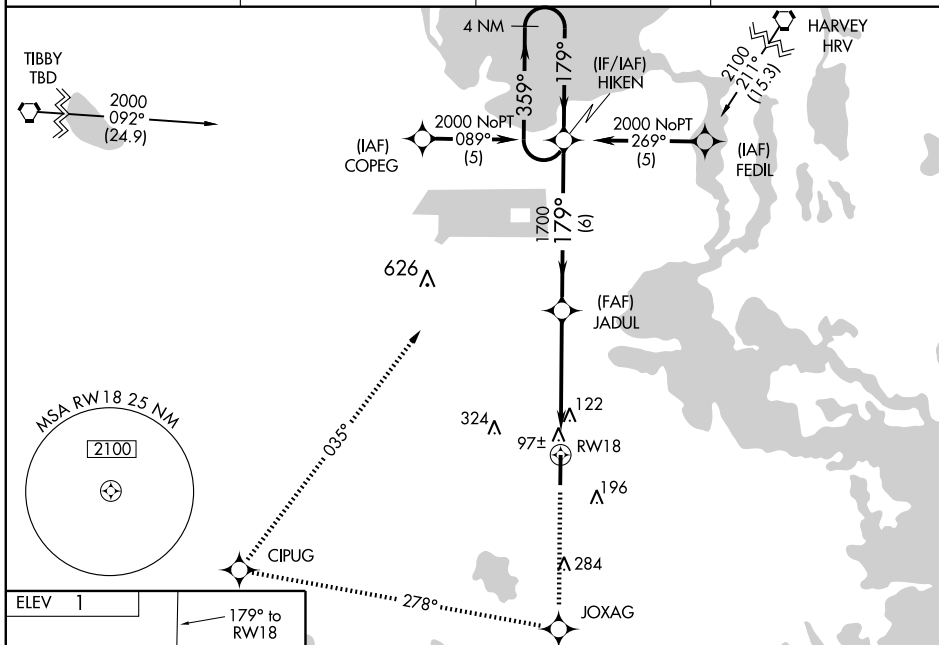 4 NM
HARVEY
HRV
TIBBY
TBD
2000
092°
(24.9)
2100
211°
(15.3)
359°
179°
(IF/IAF)
HIKEN
2000 NoPT
089°
(5)
(IAF)
COPEG
2000 NoPT
269°
(5)
(IAF)
FEDIL
1700
179°
(6)
626
(FAF)
JADUL
MSA RW18 25 NM
2100
035°
324
122
97±
RW18
196
CIPUG
284
278°
JOXAG
ELEV 1
179° to
RW18